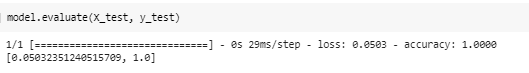 model.evaluate(X_test, y_test)
1/1 [==============================] - 0s 29ms/step - loss: 0.0503 - accuracy: 1.0000
[0.05032351240515709, 1.0]